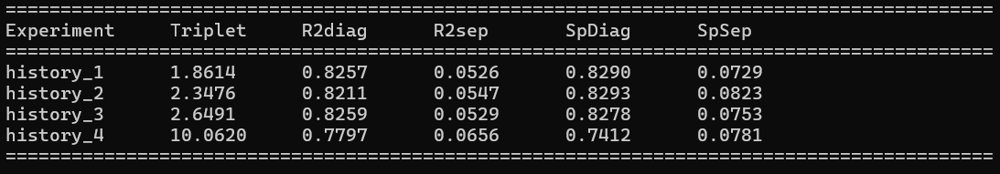 ==========================================================================================
Experiment     Triplet     R2diag      R2sep       SpDiag      SpSep
==========================================================================================
history_1      1.8614      0.8257      0.0526      0.8290      0.0729
history_2      2.3476      0.8211      0.0547      0.8293      0.0823
history_3      2.6491      0.8259      0.0529      0.8278      0.0753
history_4      10.0620     0.7797      0.0656      0.7412      0.0781
==========================================================================================